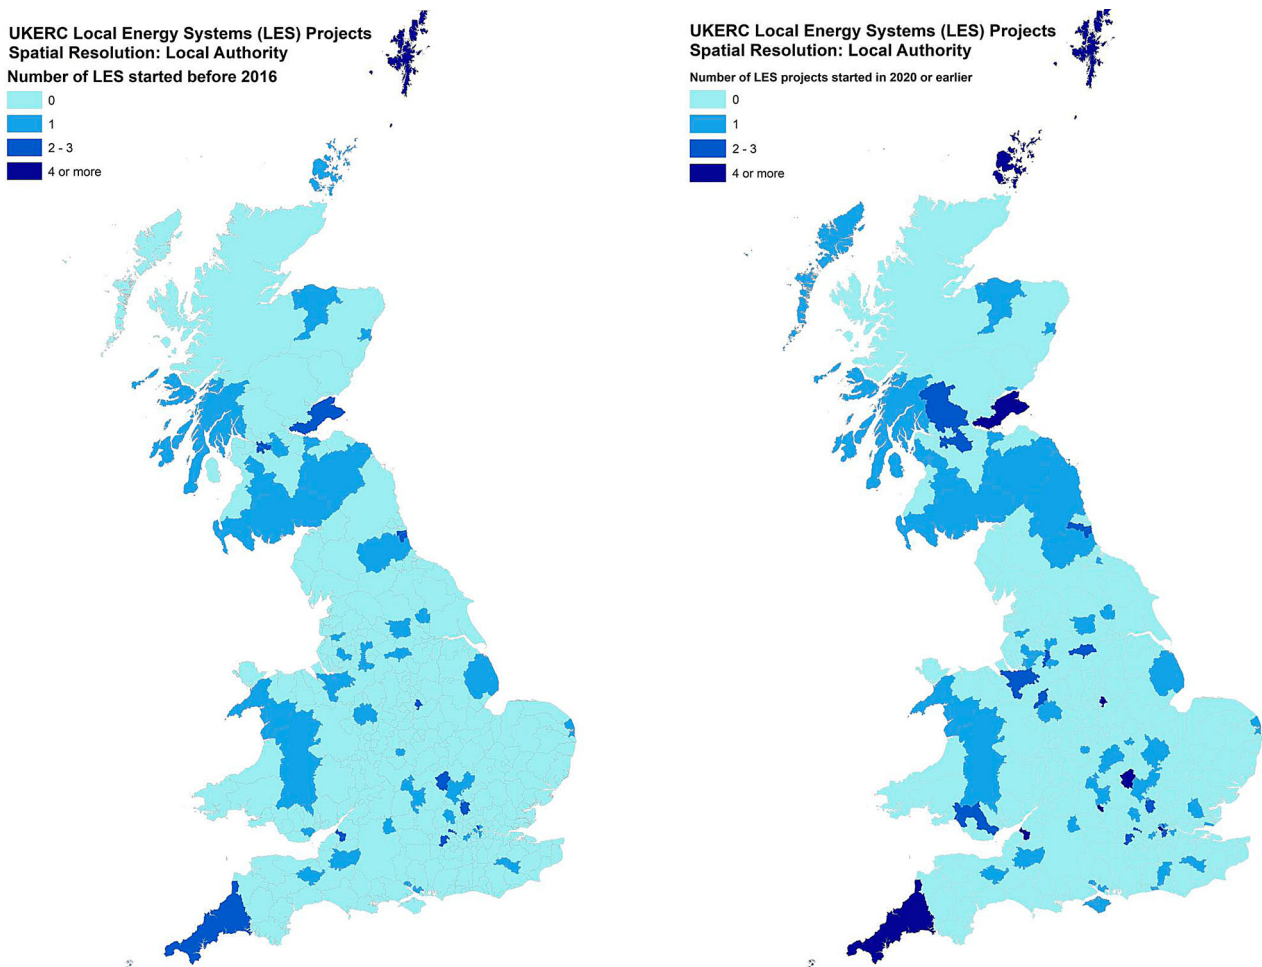 UKERC Local Energy Systems (LES) Projects
Spatial Resolution: Local Authority
Number of LES started before 2016
0
1
2 - 3
4 or more
UKERC Local Energy Systems (LES) Projects
Spatial Resolution: Local Authority
Number of LES projects started in 2020 or earlier
0
1
2 - 3
4 or more